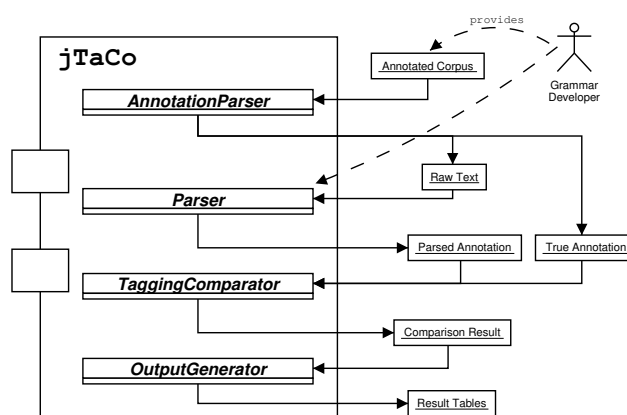 provides
jTaCo
Annotated Corpus
Grammar
Developer
AnnotationParser
Raw Text
Parser
Parsed Annotation
True Annotation
TaggingComparator
Comparison Result
OutputGenerator
Result Tables